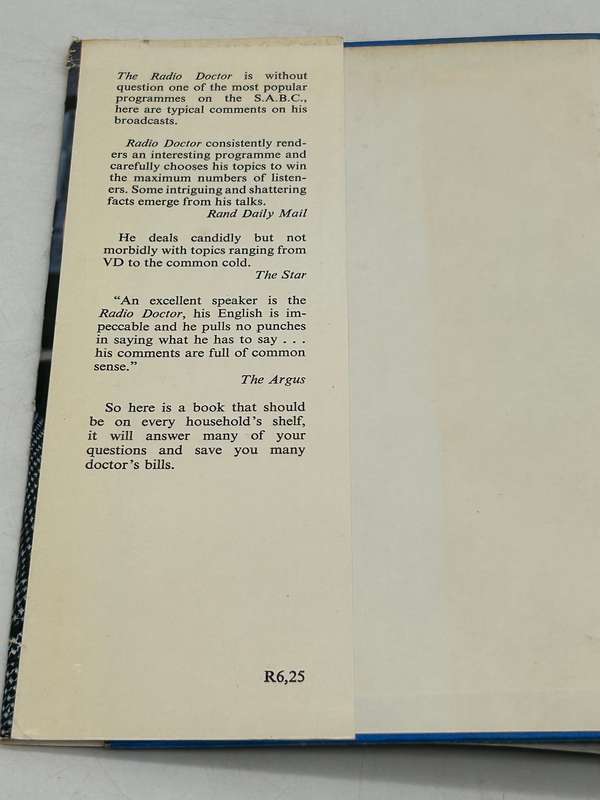 The Radio Doctor is without
question one of the most popular
programmes on the S.A.B.C.,
here are typical comments on his
broadcasts.
Radio Doctor consistently rend-
ers an interesting programme and
carefully chooses his topics to win
the maximum numbers of listen-
ers. Some intriguing and shattering
facts emerge from his talks.
Rand Daily Mail
He deals candidly but not
morbidly with topics ranging from
VD to the common cold.
The Star
“An excellent speaker is the
Radio Doctor, his English is im-
peccable and he pulls no punches
in saying what he has to say . . .
his comments are full of common
sense.”
The Argus
So here is a book that should
be on every household’s shelf,
it will answer many of your
questions and save you many
doctor’s bills.
R6,25